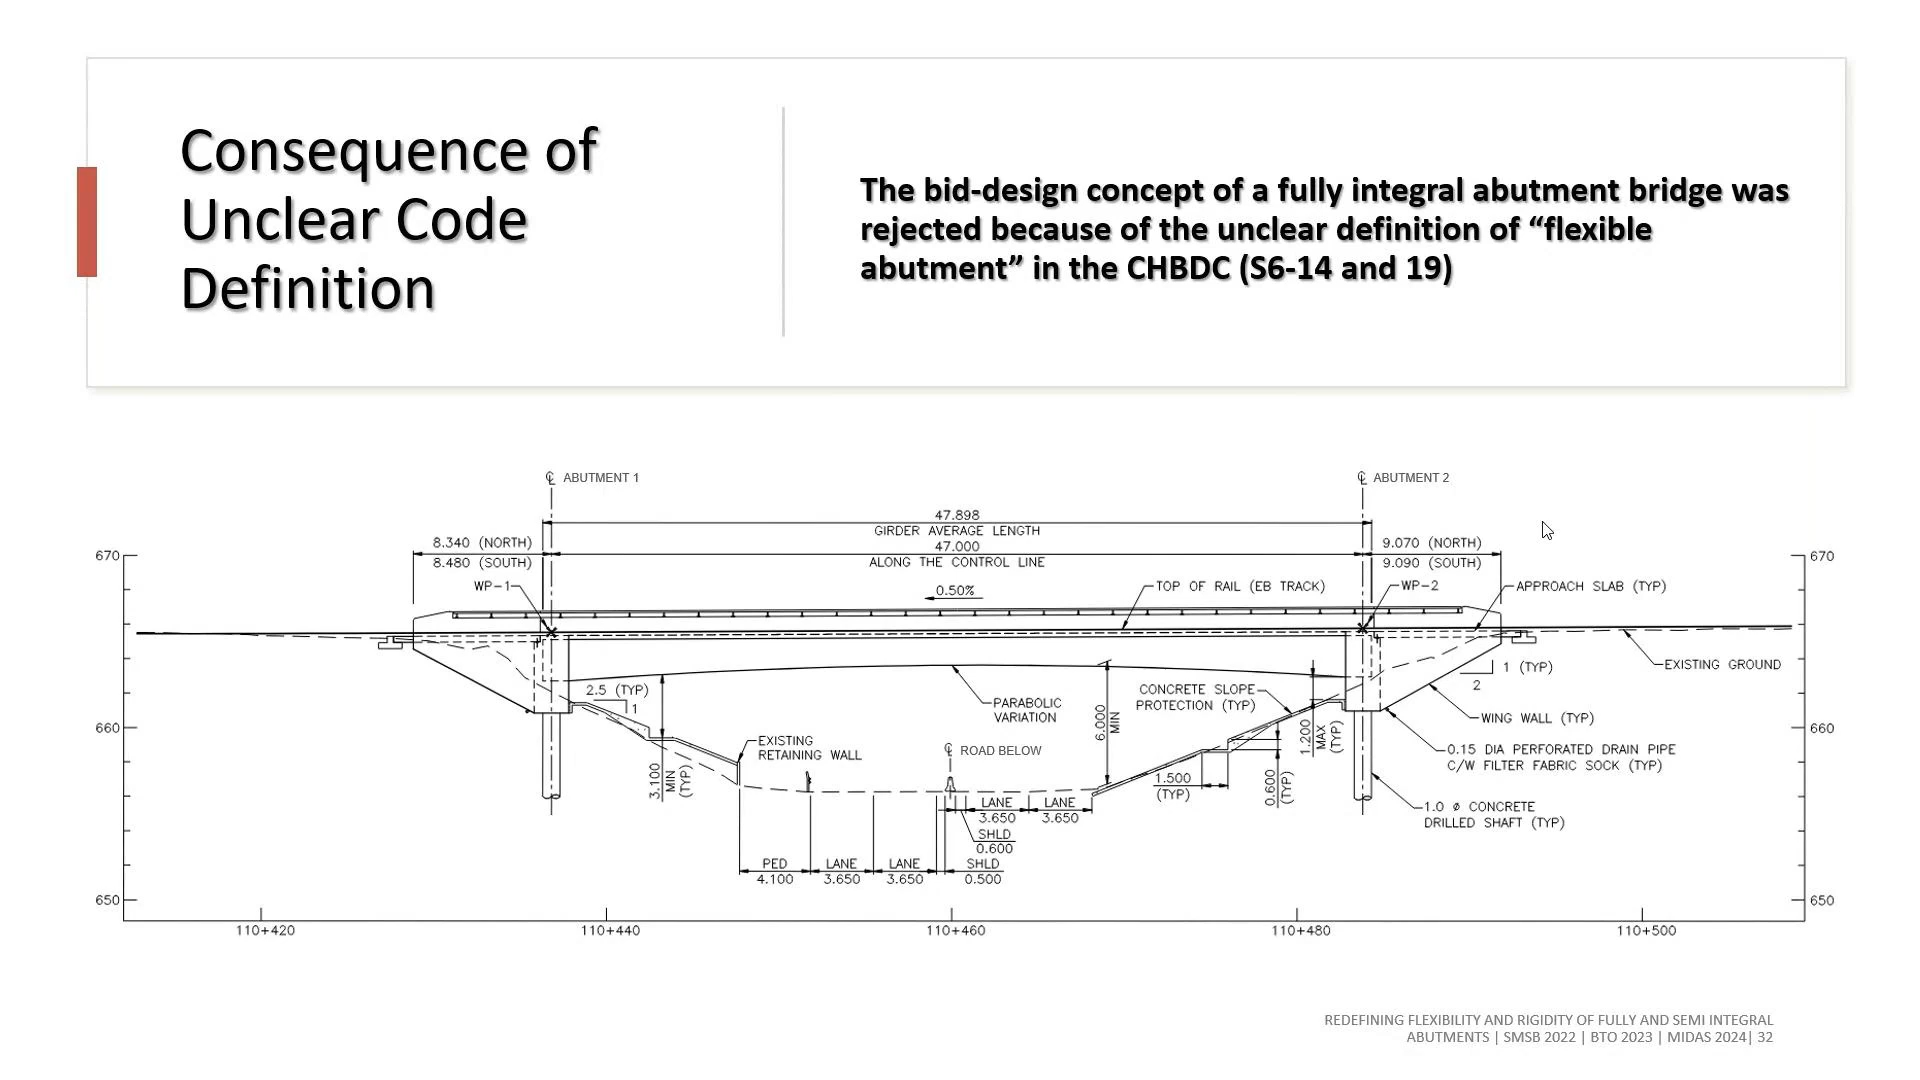 Consequence of
Unclear Code
Definition
The bid-design concept of a fully integral abutment bridge was
rejected because of the unclear definition of “flexible
abutment” in the CHBDC (S6-14 and 19)
℄ ABUTMENT 1
℄ ABUTMENT 2
47.898
GIRDER AVERAGE LENGTH
47.000
ALONG THE CONTROL LINE
8.340 (NORTH)
8.480 (SOUTH)
9.070 (NORTH)
9.090 (SOUTH)
670
670
WP-1
0.50%
TOP OF RAIL (EB TRACK)
WP-2
APPROACH SLAB (TYP)
EXISTING GROUND
1 (TYP)
2
2.5 (TYP)
1
PARABOLIC
VARIATION
CONCRETE SLOPE
PROTECTION (TYP)
WING WALL (TYP)
660
660
EXISTING
RETAINING WALL
℄ ROAD BELOW
6.000
MIN
1.200
MAX
(TYP)
3.100
MIN
(TYP)
1.500
(TYP)
0.600
(TYP)
0.15 DIA PERFORATED DRAIN PIPE
C/W FILTER FABRIC SOCK (TYP)
1.0 ø CONCRETE
DRILLED SHAFT (TYP)
LANE
3.650
LANE
3.650
SHLD
0.600
PED
4.100
LANE
3.650
LANE
3.650
SHLD
0.500
650
650
110+420
110+440
110+460
110+480
110+500
REDEFINING FLEXIBILITY AND RIGIDITY OF FULLY AND SEMI INTEGRAL
ABUTMENTS | SMSB 2022 | BTO 2023 | MIDAS 2024| 32